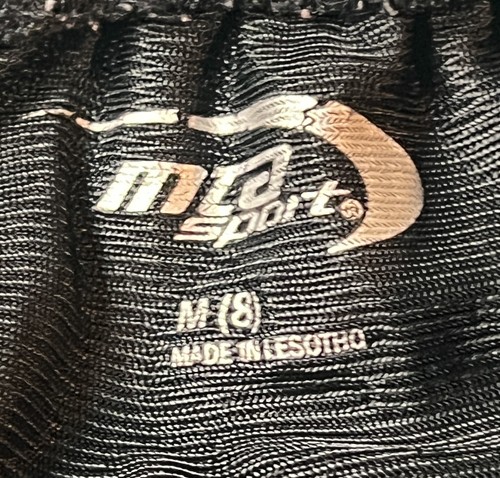 mta
sport®
M (8)
MADE IN LESOTHO